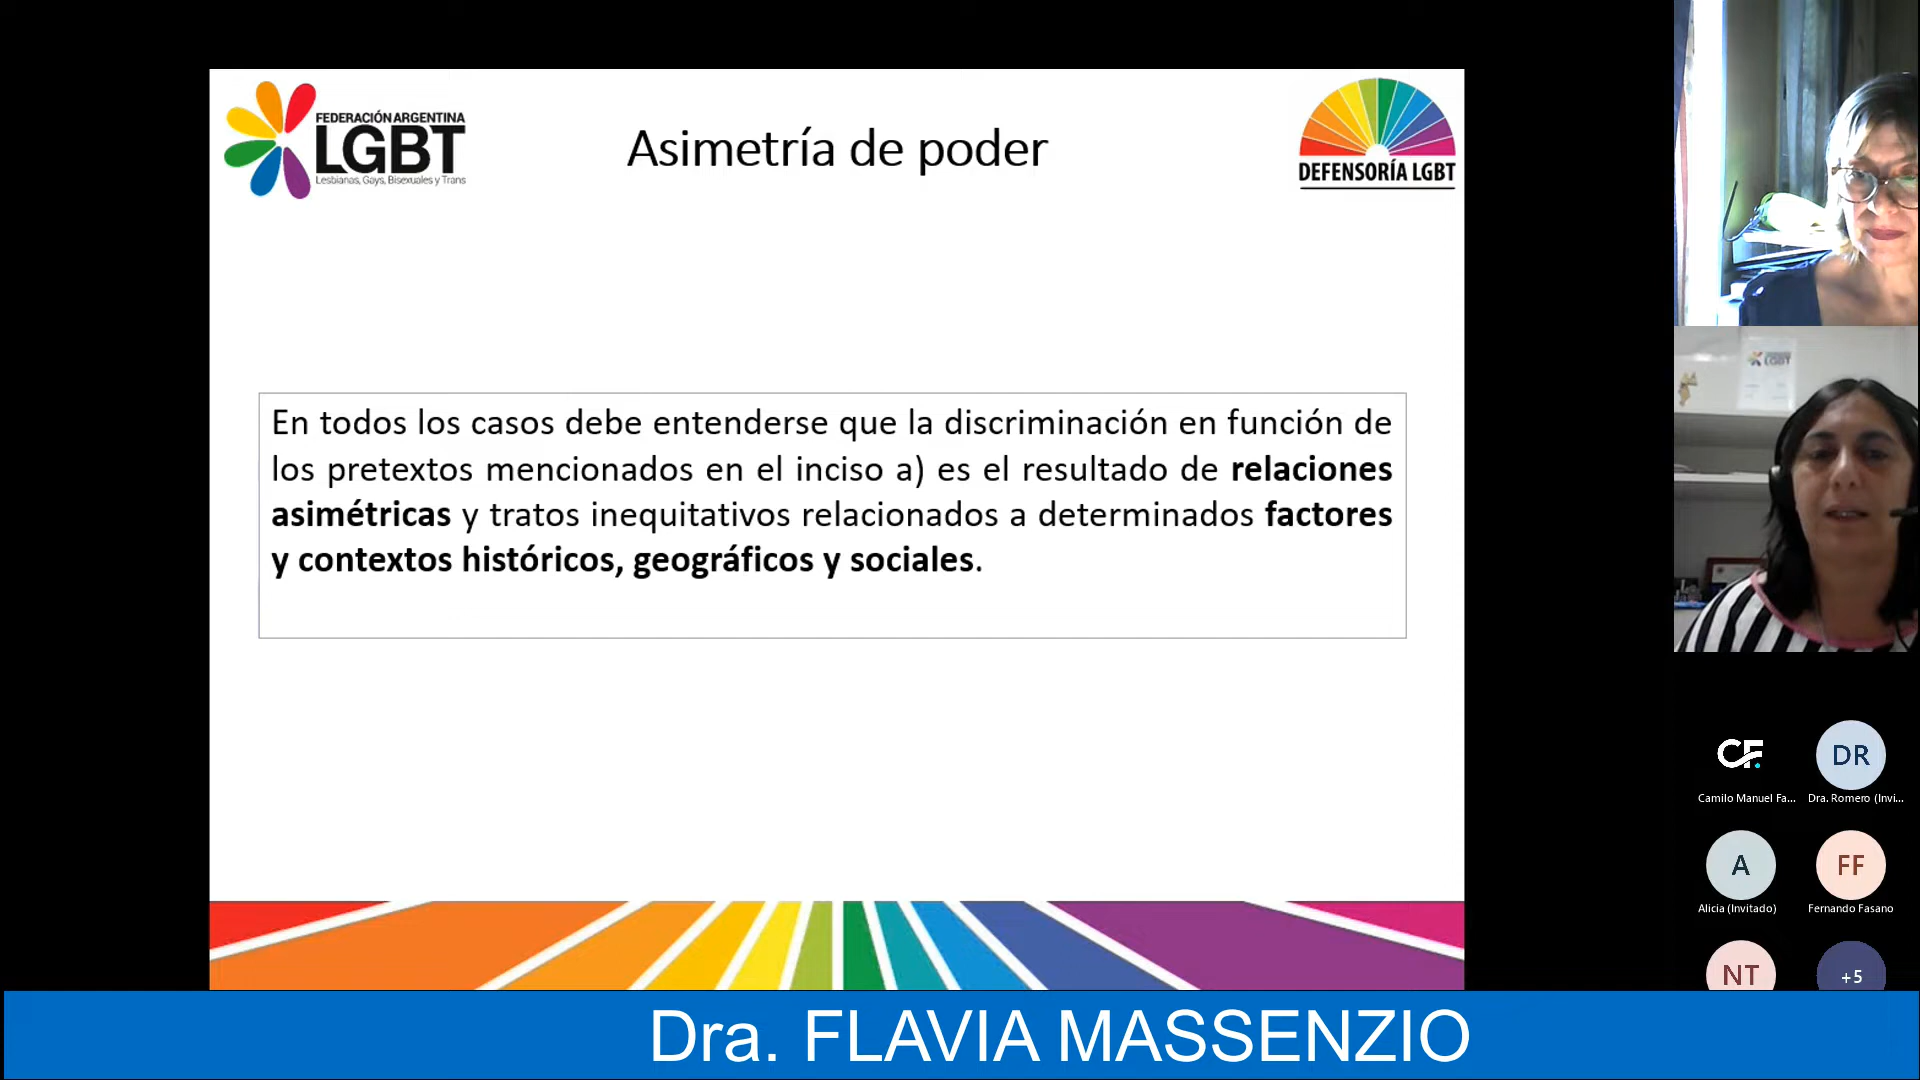 FEDERACIÓN ARGENTINA
LGBT
Lesbianas, Gays, Bisexuales y Trans
Asimetría de poder
DEFENSORÍA LGBT
En todos los casos debe entenderse que la discriminación en función de
los pretextos mencionados en el inciso a) es el resultado de relaciones
asimétricas y tratos inequitativos relacionados a determinados factores
y contextos históricos, geográficos y sociales.
LGBT
CF.
DR
Camilo Manuel Fa...
Dra. Romero (Invi...
A
FF
Alicia (Invitado)
Fernando Fasano
NT
+5
Dra. FLAVIA MASSENZIO